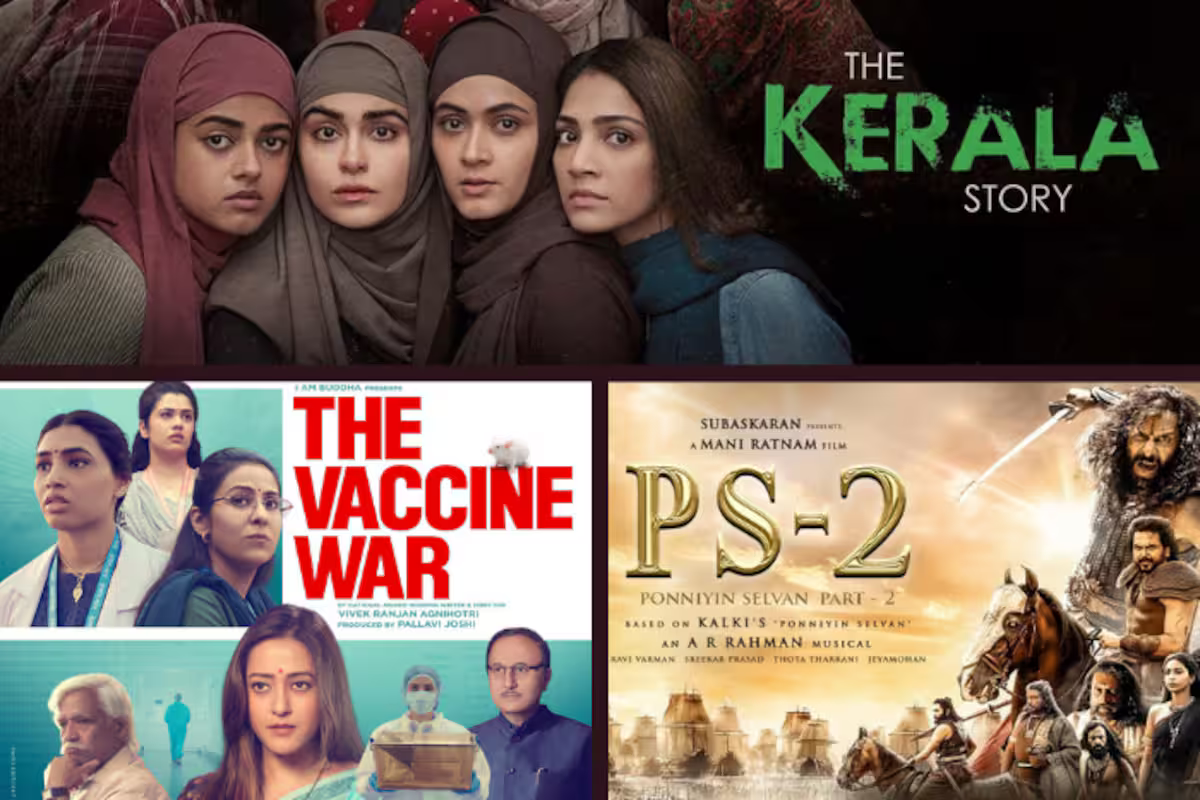 THE
KERALA
STORY
I AM BUDDHA PRESENTS
THE
VACCINE
WAR
VIVEK RANJAN AGNIHOTRI
PRODUCED BY PALLAVI JOSHI
SUBASKARAN PRESENTS
A MANI RATNAM FILM
PS-2
PONNIYIN SELVAN PART - 2
BASED ON KALKI'S 'PONNIYIN SELVAN'
AN A R RAHMAN MUSICAL
RAVI VARMAN SREEKAR PRASAD THOTA THARRANI JEYAMOHAN